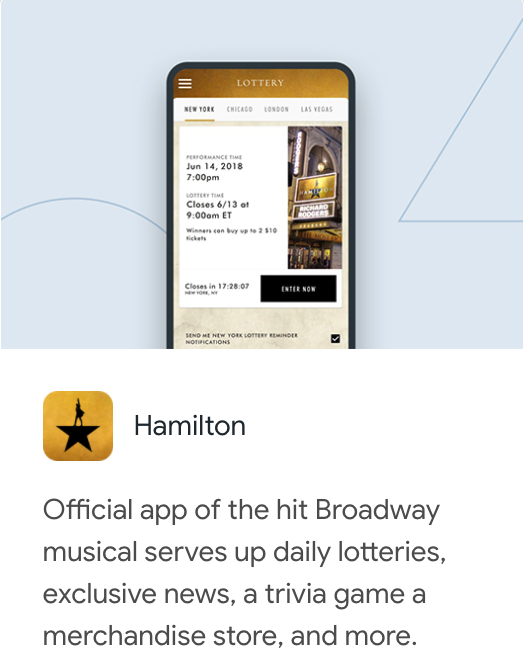 LOTTERY
NEW YORK CHICAGO LONDON LAS VEGAS
PERFORMANCE TIME
Jun 14, 2018
7:00pm
LOTTERY TIME
Closes 6/13 at
9:00am ET
Winners can buy up to 2 $10
tickets
HAMILTON
RICHARD
RODGERS
Closes in 17:28:07
NEW YORK, NY
ENTER NOW
SEND ME NEW YORK LOTTERY REMINDER
NOTIFICATIONS
Hamilton
Official app of the hit Broadway
musical serves up daily lotteries,
exclusive news, a trivia game a
merchandise store, and more.